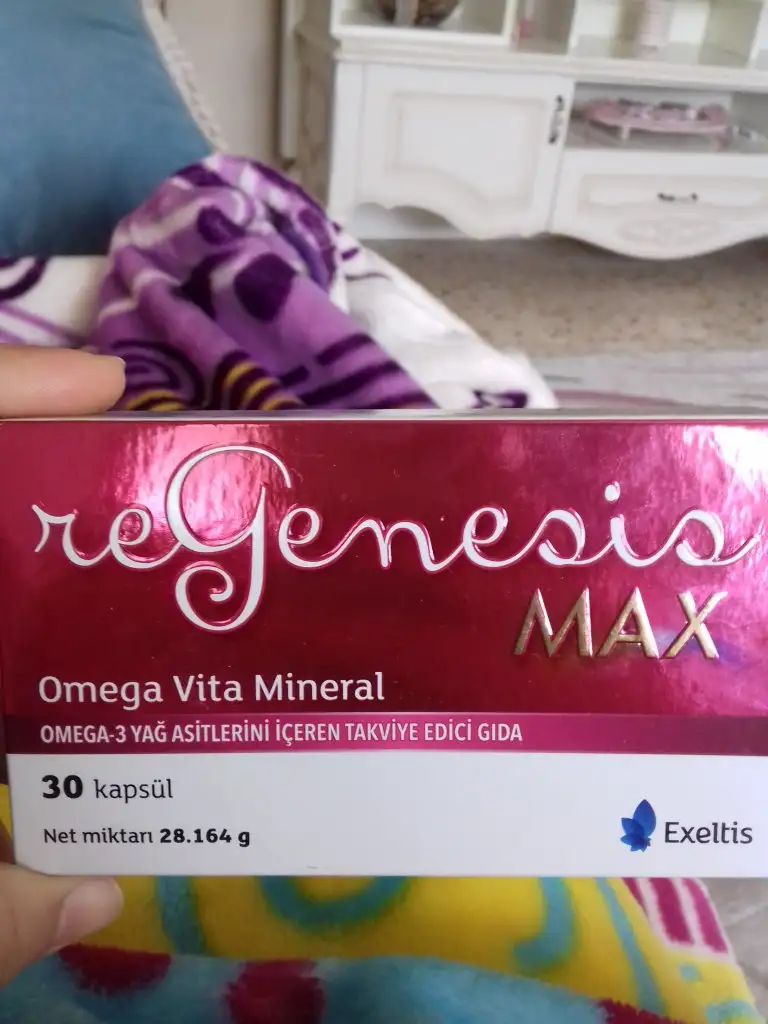 reGenesis
MAX
Omega Vita Mineral
OMEGA-3 YAĞ ASİTLERİNİ İÇEREN TAKVİYE EDİCİ GIDA
30 kapsül
Net miktarı 28.164 g
Exeltis